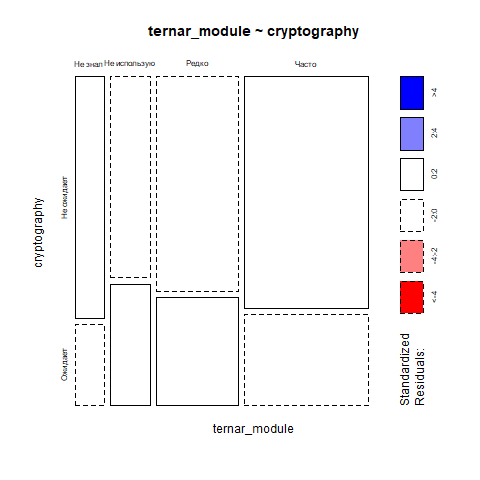 ternar_module ~ cryptography
Не знал Не использую Редко Часто
cryptography
Не ожидает
Ожидает
ternar_module
Standardized
Residuals:
<-4
-4:-2
-2:0
0:2
2:4
>4